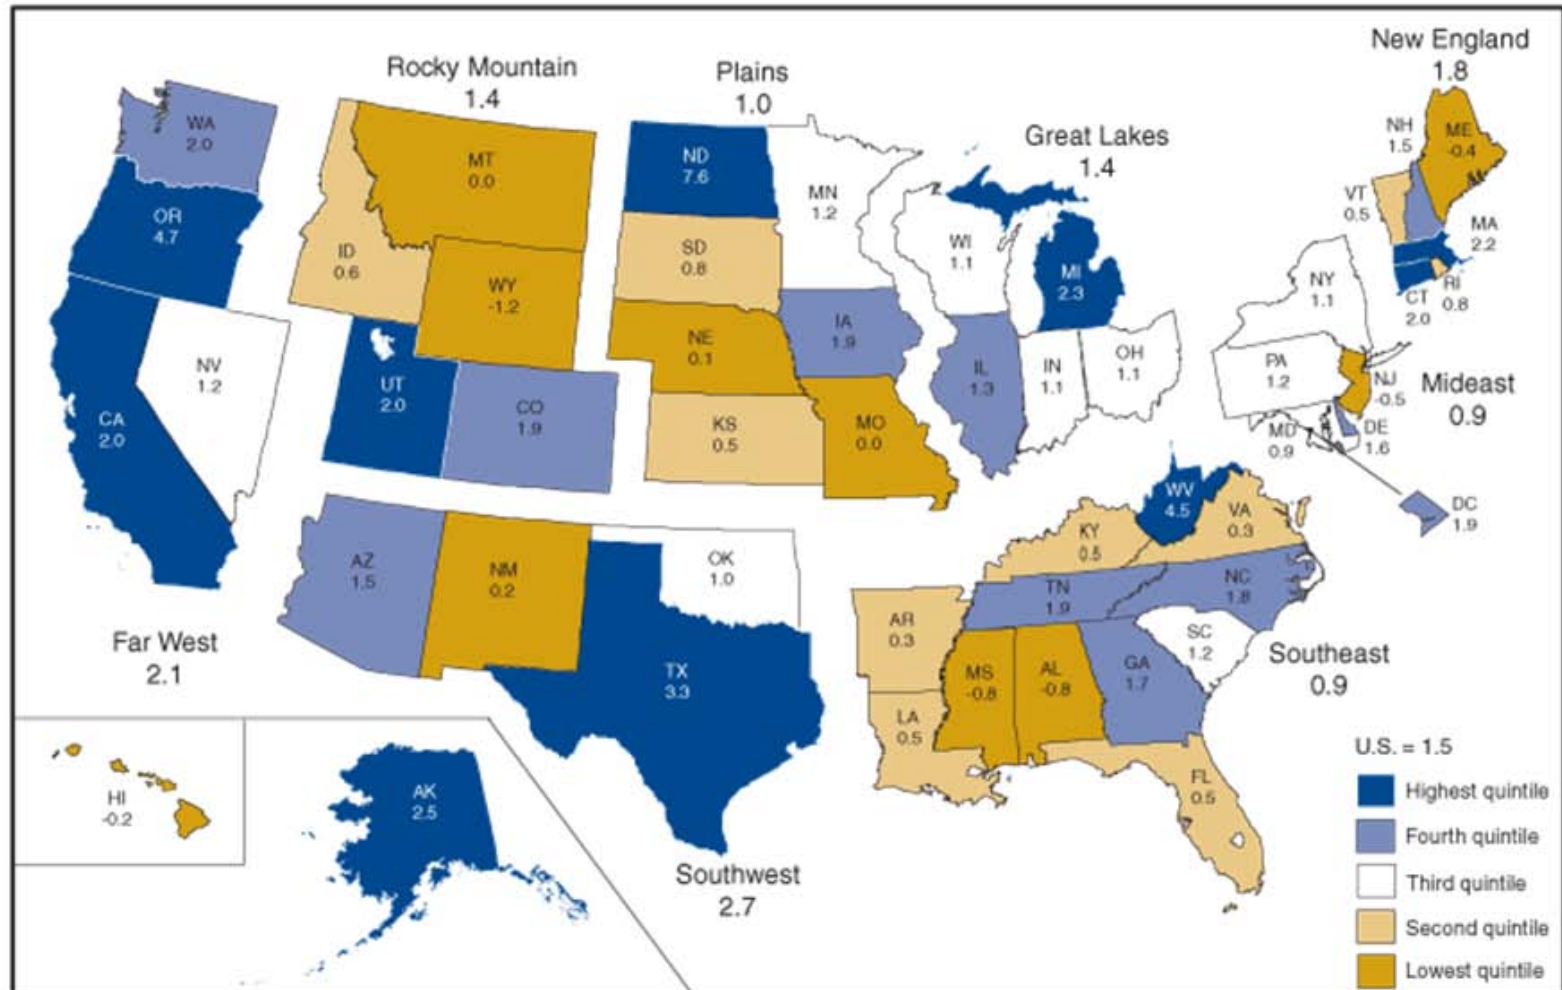 New England
1.8
Rocky Mountain
1.4
Plains
1.0
Great Lakes
1.4
WA
2.0
OR
4.7
CA
2.0
NV
1.2
ID
0.6
MT
0.0
WY
-1.2
UT
2.0
CO
1.9
ND
7.6
SD
0.8
NE
0.1
KS
0.5
MN
1.2
IA
1.9
MO
0.0
WI
1.1
MI
2.3
IL
1.3
IN
1.1
OH
1.1
NH
1.5
ME
-0.4
VT
0.5
MA
2.2
RI
0.8
CT
2.0
NY
1.1
PA
1.2
NJ
-0.5
Mideast
0.9
MD
0.9
DE
1.6
DC
1.9
AZ
1.5
NM
0.2
OK
1.0
TX
3.3
WV
4.5
VA
0.3
KY
0.5
TN
1.9
NC
1.8
AR
0.3
SC
1.2
MS
-0.8
AL
-0.8
GA
1.7
LA
0.5
FL
0.5
Far West
2.1
Southeast
0.9
HI
-0.2
AK
2.5
Southwest
2.7
U.S. = 1.5
Highest quintile
Fourth quintile
Third quintile
Second quintile
Lowest quintile